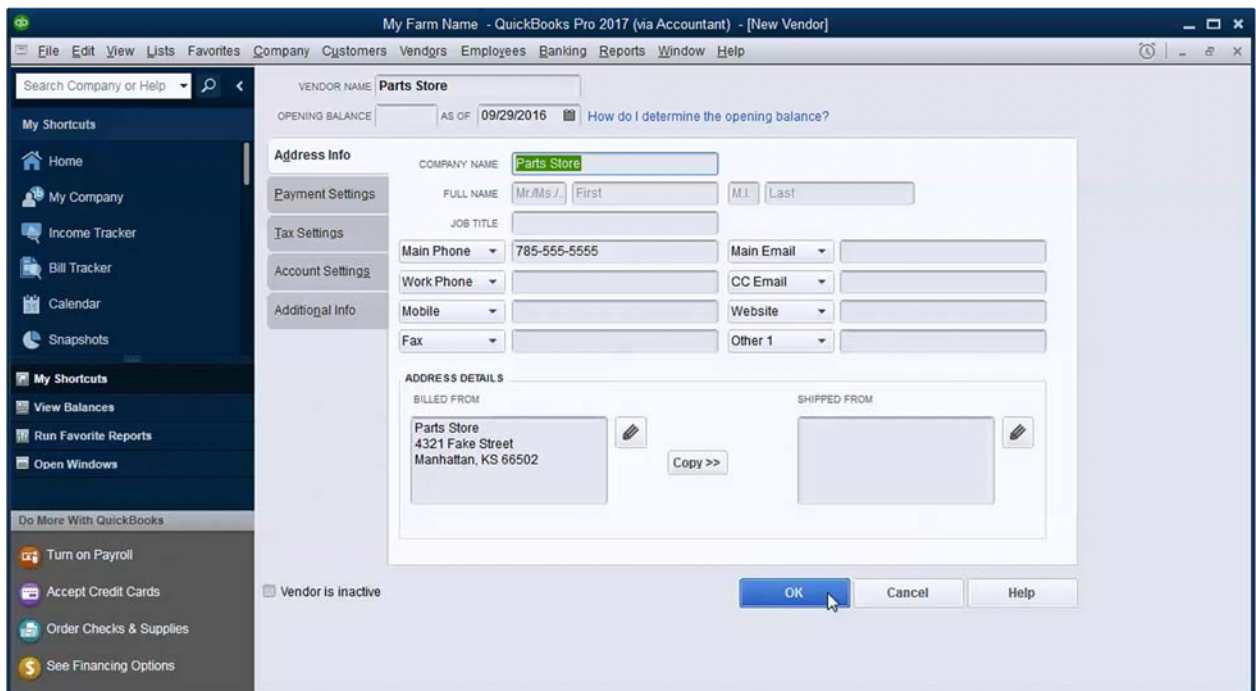 qb
My Farm Name - QuickBooks Pro 2017 (via Accountant) - [New Vendor]
File Edit View Lists Favorites Company Customers Vendors Employees Banking Reports Window Help
Search Company or Help
My Shortcuts
Home
My Company
Income Tracker
Bill Tracker
Calendar
Snapshots
My Shortcuts
View Balances
Run Favorite Reports
Open Windows
Do More With QuickBooks
Turn on Payroll
Accept Credit Cards
Order Checks & Supplies
$ See Financing Options
VENDOR NAME Parts Store
OPENING BALANCE AS OF 09/29/2016 How do I determine the opening balance?
Address Info
Payment Settings
Tax Settings
Account Settings
Additional Info
COMPANY NAME Parts Store
FULL NAME Mr./Ms./.. First M.I. Last
JOB TITLE
Main Phone 785-555-5555 Main Email
Work Phone CC Email
Mobile Website
Fax Other 1
ADDRESS DETAILS
BILLED FROM
Parts Store
4321 Fake Street
Manhattan, KS 66502
Copy >>
SHIPPED FROM
Vendor is inactive
OK Cancel Help